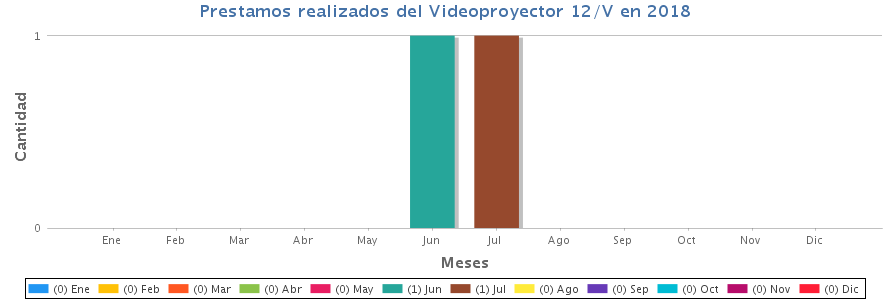 Prestamos realizados del Videoproyector 12/V en 2018
1
Cantidad
0
Ene Feb Mar Abr May Jun Jul Ago Sep Oct Nov Dic
Meses
(0) Ene (0) Feb (0) Mar (0) Abr (0) May (1) Jun (1) Jul (0) Ago (0) Sep (0) Oct (0) Nov (0) Dic